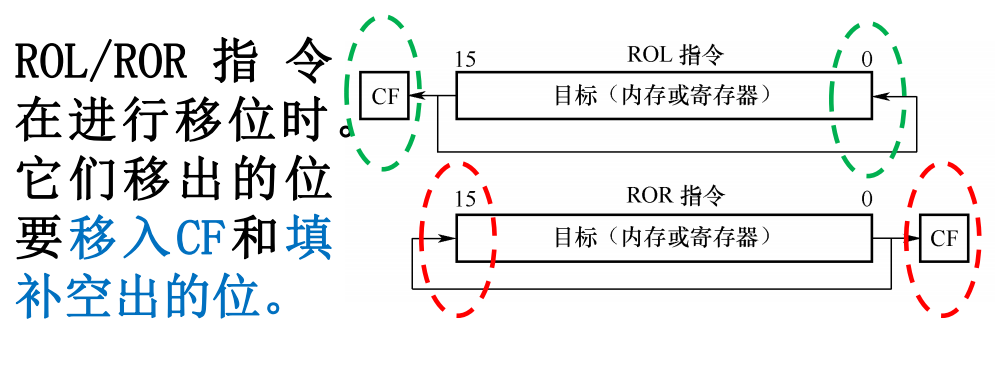 ROL/ROR 指令
在进行移位时。
它们移出的位
要移入CF和填
补空出的位。
15 ROL 指令 0
CF 目标（内存或寄存器）
15 ROR 指令 0
目标（内存或寄存器） CF